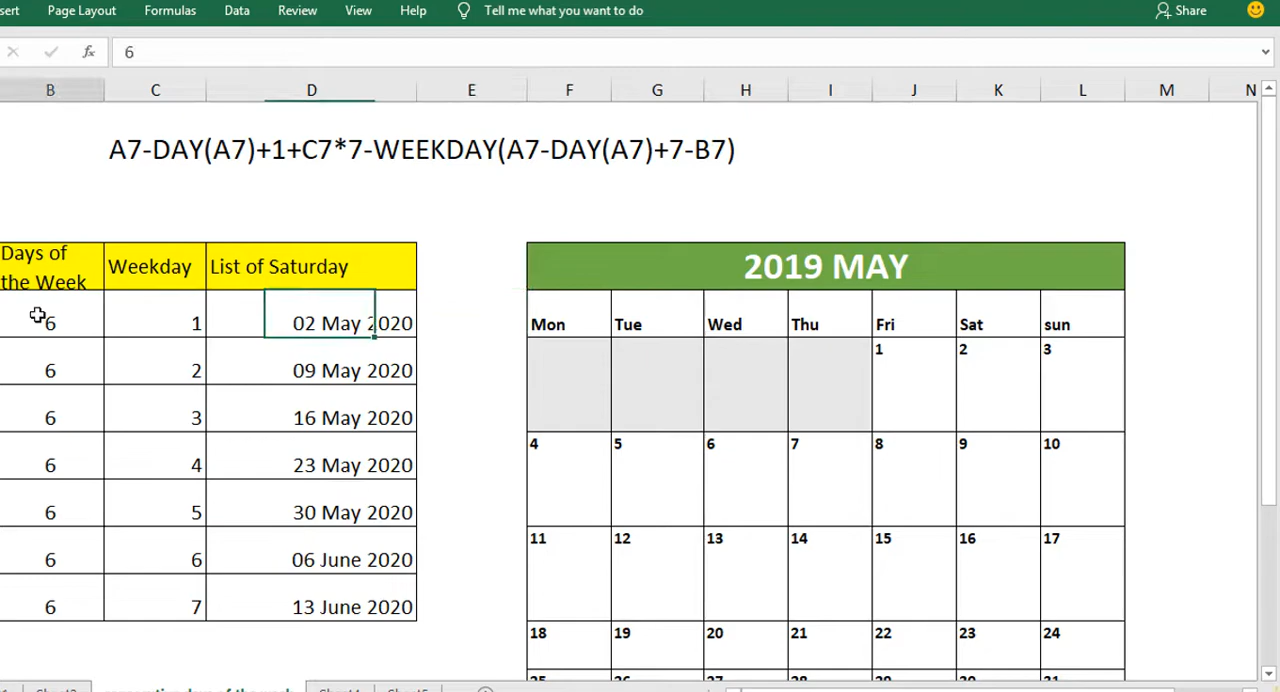 sert Page Layout Formulas Data Review View Help Tell me what you want to do Share
fx 6
B C D E F G H I J K L M N
A7-DAY(A7)+1+C7*7-WEEKDAY(A7-DAY(A7)+7-B7)
Days of the Week Weekday List of Saturday
6 1 02 May 2020
6 2 09 May 2020
6 3 16 May 2020
6 4 23 May 2020
6 5 30 May 2020
6 6 06 June 2020
6 7 13 June 2020
2019 MAY
Mon Tue Wed Thu Fri Sat sun
1 2 3
4 5 6 7 8 9 10
11 12 13 14 15 16 17
18 19 20 21 22 23 24